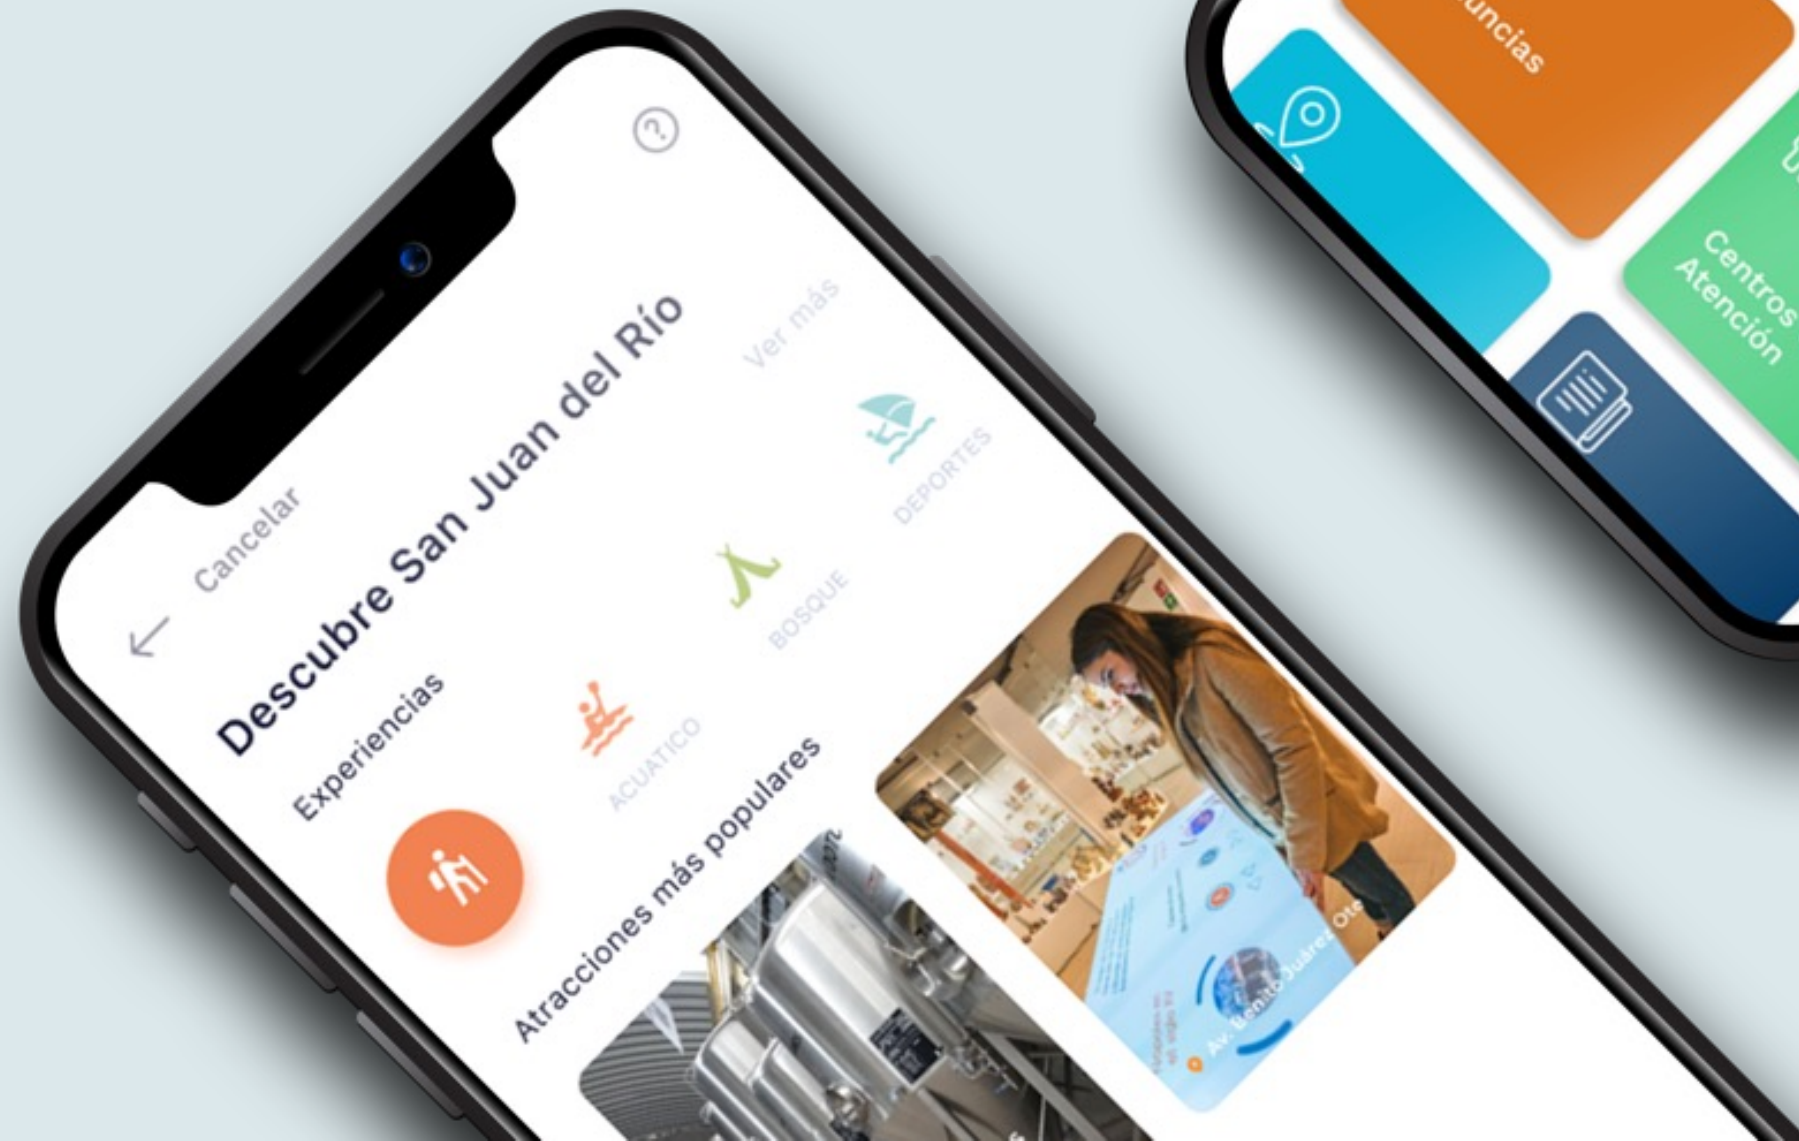 Cancelar
Descubre San Juan del Río
Experiencias
Ver más
ACUATICO
BOSQUE
DEPORTES
Atracciones más populares
Av. Benito Juárez Ote
Centros
Atención